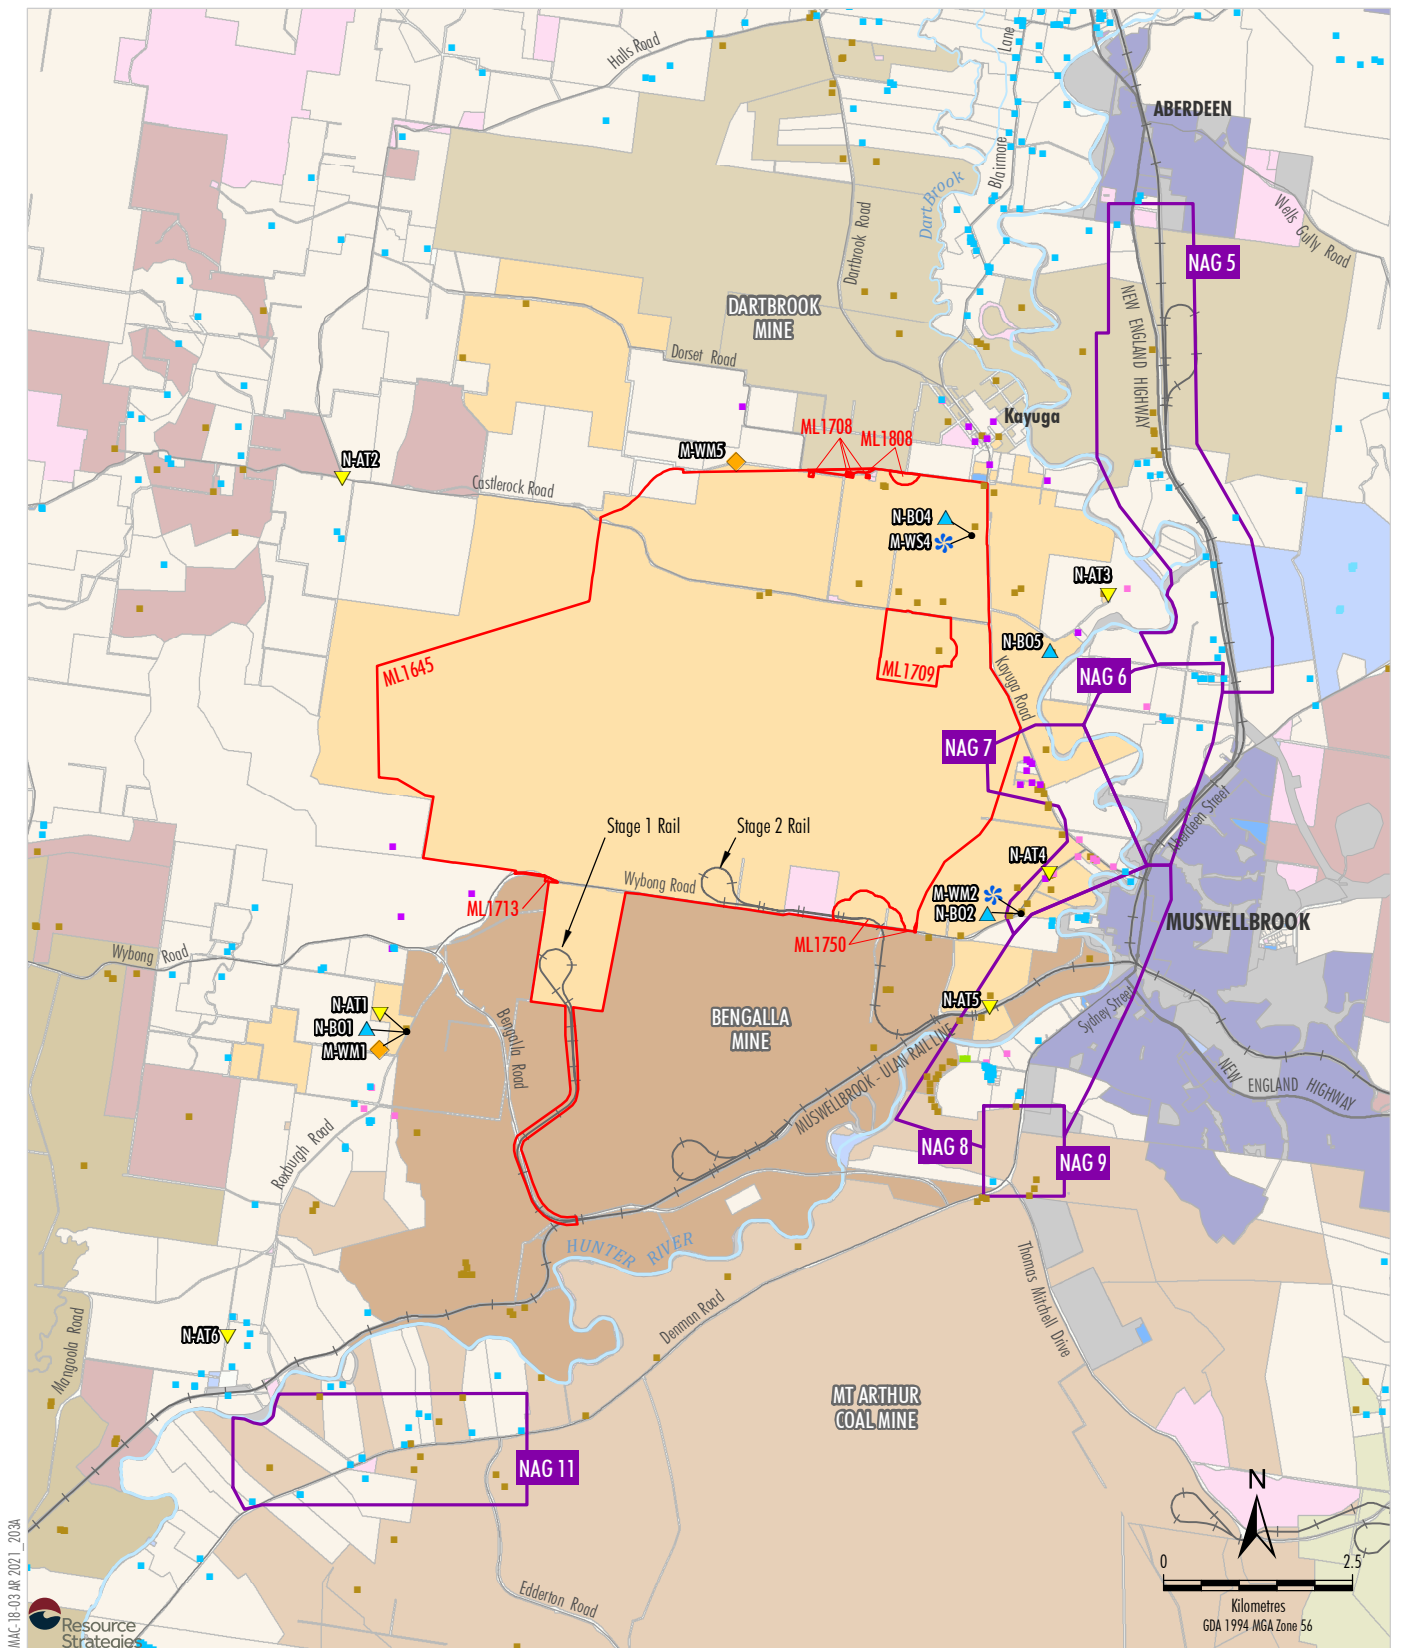 Halls Road
Lane
ABERDEEN
Blairmore
Dart Brook
Wells Gully Road
Dartbrook Road
NAG 5
NEW ENGLAND HIGHWAY
DARTBROOK
MINE
Dorset Road
Kayuga
ML1708
ML1808
M-WM5
N-AT2
Castlerock Road
N-BO4
M-WS4
N-AT3
N-BO5
ML1645
ML1709
Kayuga Road
NAG 6
NAG 7
Stage 1 Rail
Stage 2 Rail
Aberdeen Street
N-AT4
Wybong Road
M-WM2
N-BO2
ML1713
MUSWELLBROOK
ML1750
Wybong Road
N-AT1
N-BO1
M-WM1
N-AT5
BENGALLA
MINE
Bengalla Road
Sydney Street
MUSWELLBROOK - ULAN RAIL LINE
NEW ENGLAND HIGHWAY
Roxburgh Road
NAG 8
NAG 9
HUNTER RIVER
Thomas Mitchell Drive
Denman Road
N-AT6
Mangoola Road
MT ARTHUR
COAL MINE
NAG 11
N
0 2.5
Kilometres
GDA 1994 MGA Zone 56
Edderton Road
MAC-18-03 AR 2021_203A
Resource
Strategies